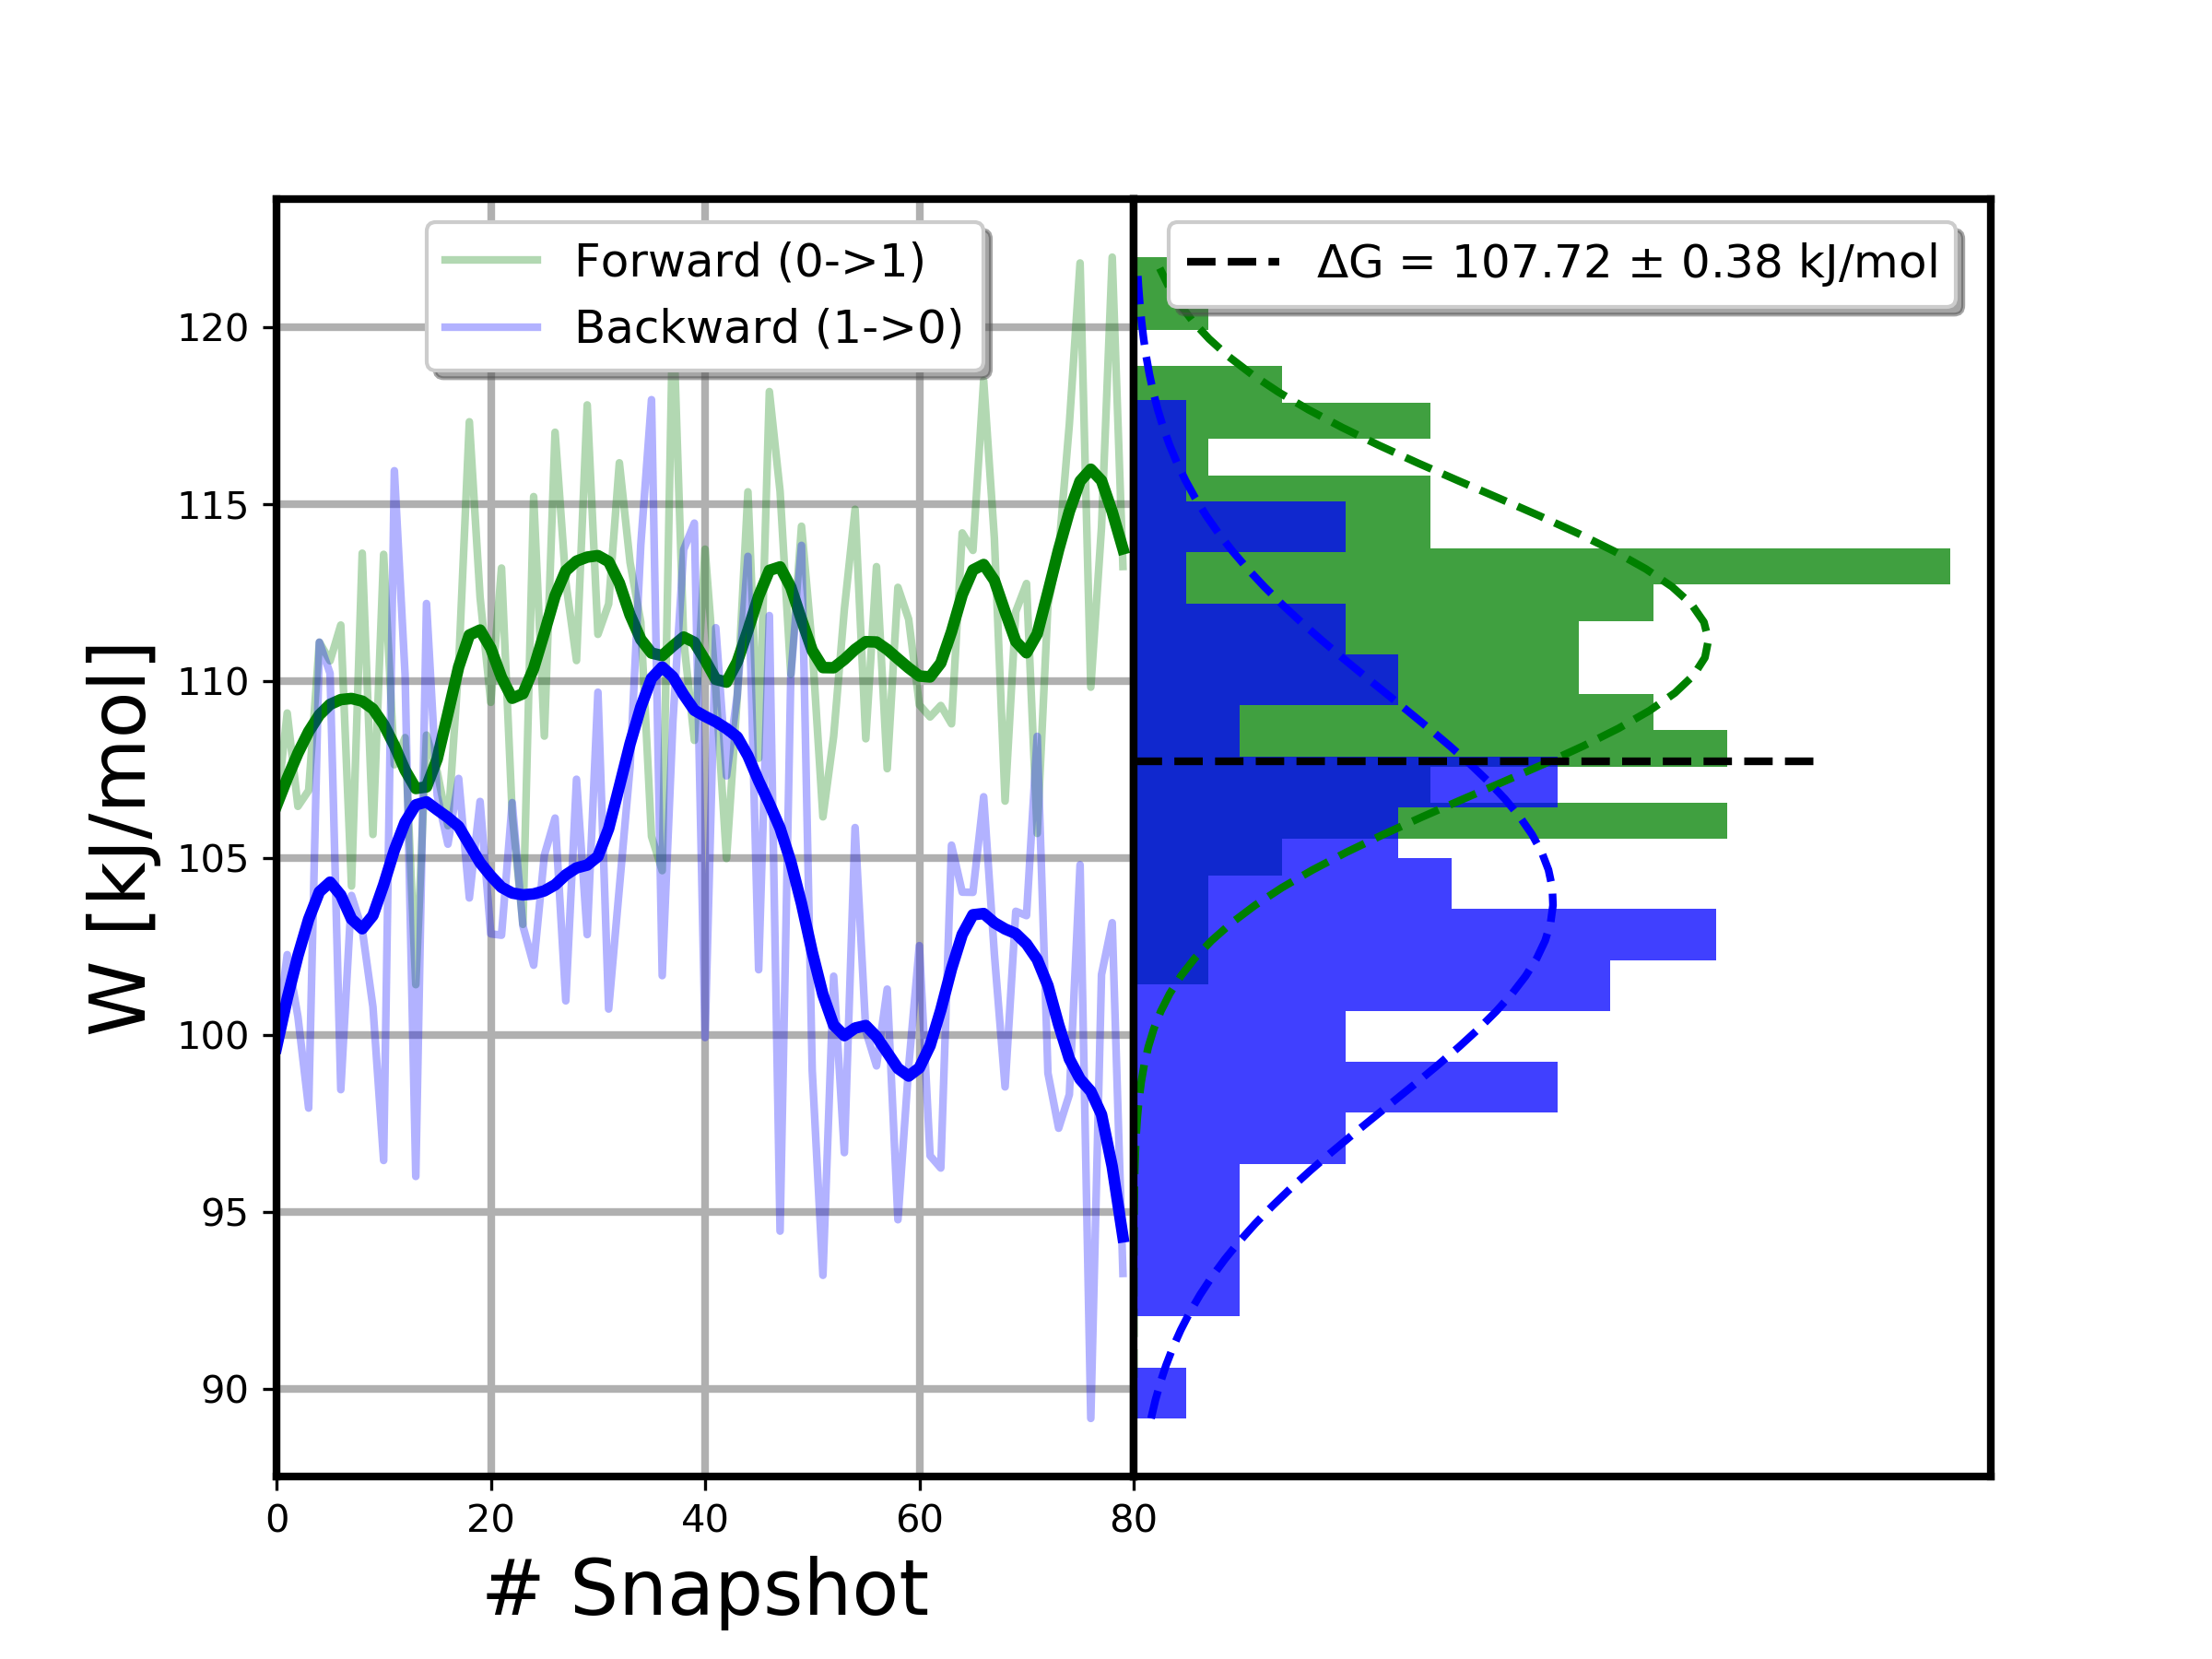 Forward (0->1)
Backward (1->0)
ΔG = 107.72 ± 0.38 kJ/mol
W [kJ/mol]
120
115
110
105
100
95
90
0 20 40 60 80
# Snapshot